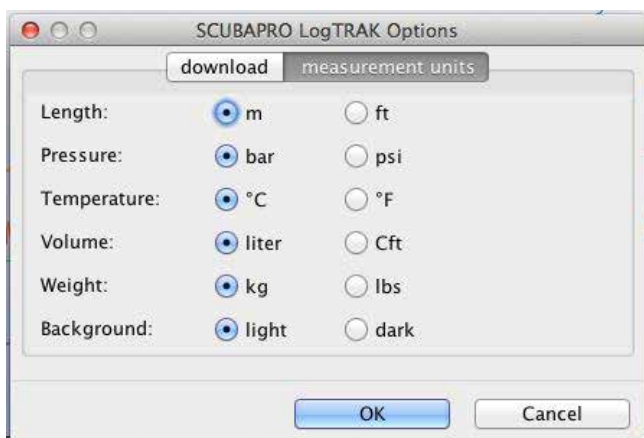 SCUBAPRO LogTRAK Options
download measurement units
Length: m ft
Pressure: bar psi
Temperature: °C °F
Volume: liter Cft
Weight: kg lbs
Background: light dark
OK Cancel